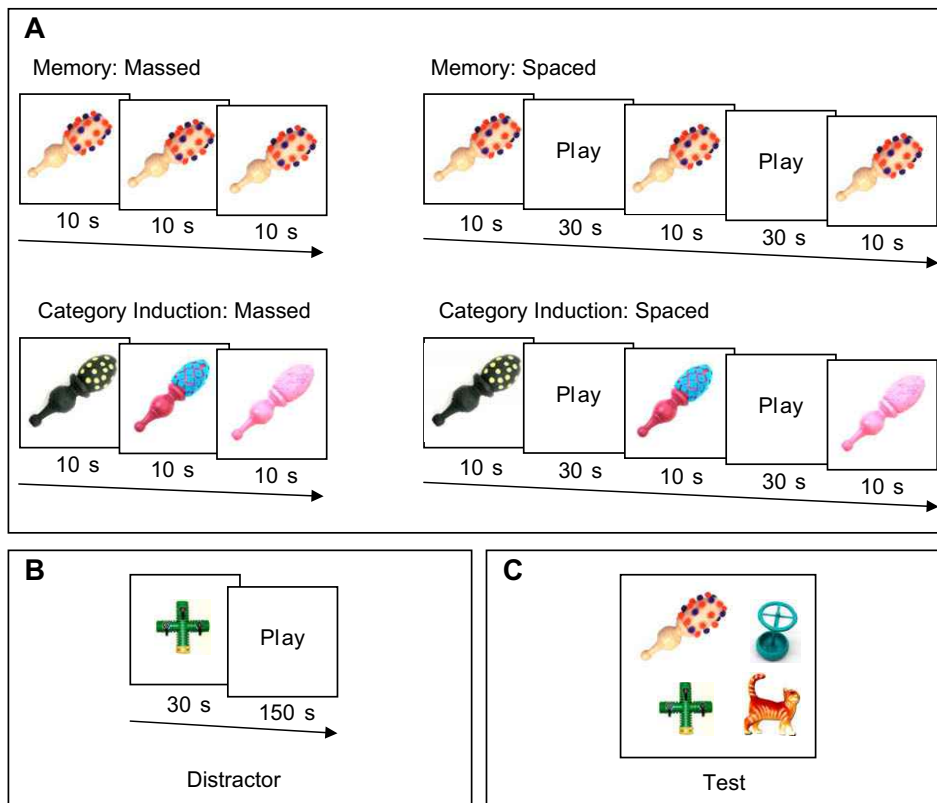 A
Memory: Massed
10 s
10 s
10 s
Memory: Spaced
10 s
Play
30 s
10 s
Play
30 s
10 s
Category Induction: Massed
10 s
10 s
10 s
Category Induction: Spaced
10 s
Play
30 s
10 s
Play
30 s
10 s
B
Play
30 s
150 s
Distractor
C
Test